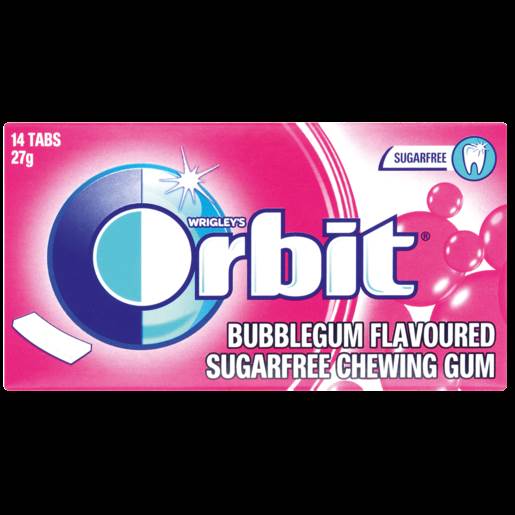 14 TABS
27g
SUGARFREE
WRIGLEY'S
Orbit®
BUBBLEGUM FLAVOURED
SUGARFREE CHEWING GUM